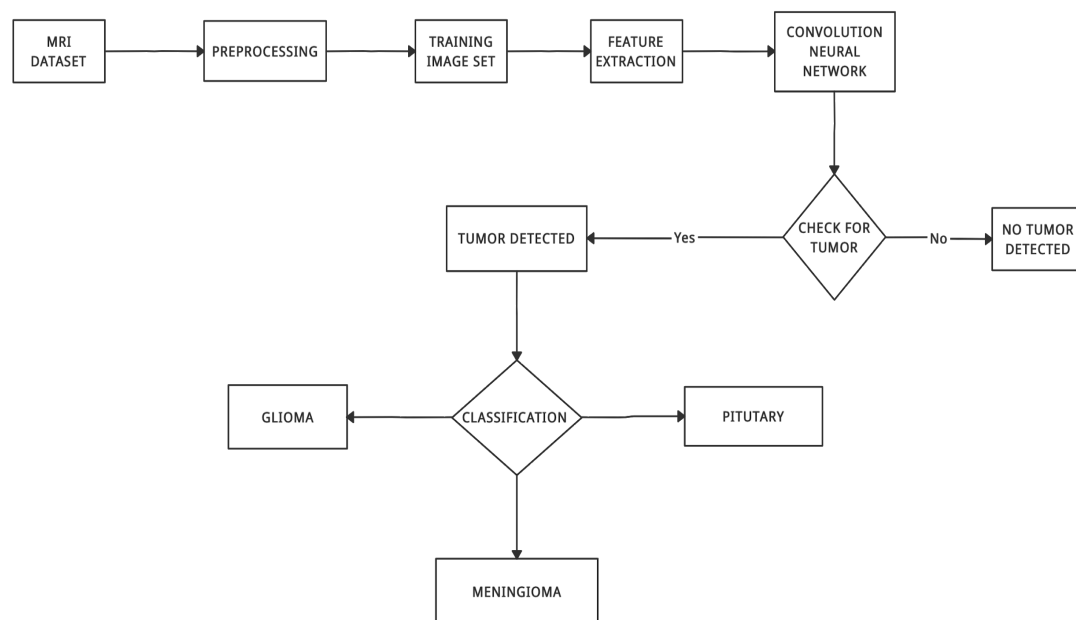 MRI
DATASET
PREPROCESSING
TRAINING
IMAGE SET
FEATURE
EXTRACTION
CONVOLUTION
NEURAL
NETWORK
CHECK FOR
TUMOR
Yes
No
TUMOR DETECTED
NO TUMOR
DETECTED
CLASSIFICATION
GLIOMA
PITUTARY
MENINGIOMA